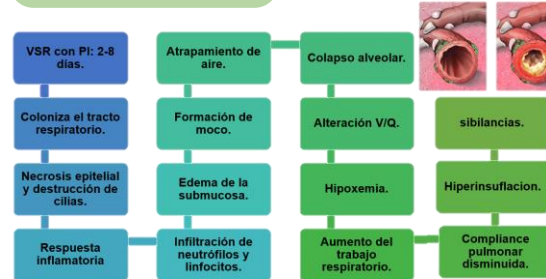 VSR con PI: 2-8
días.
Coloniza el tracto
respiratorio.
Necrosis epitelial
y destrucción de
cilias.
Respuesta
inflamatoria
Infiltración de
neutrófilos y
linfocitos.
Edema de la
submucosa.
Formación de
moco.
Atrapamiento de
aire.
Colapso alveolar.
Alteración V/Q.
Hipoxemia.
Aumento del
trabajo
respiratorio.
Compliance
pulmonar
disminuida.
Hiperinsuflacion.
sibilancias.